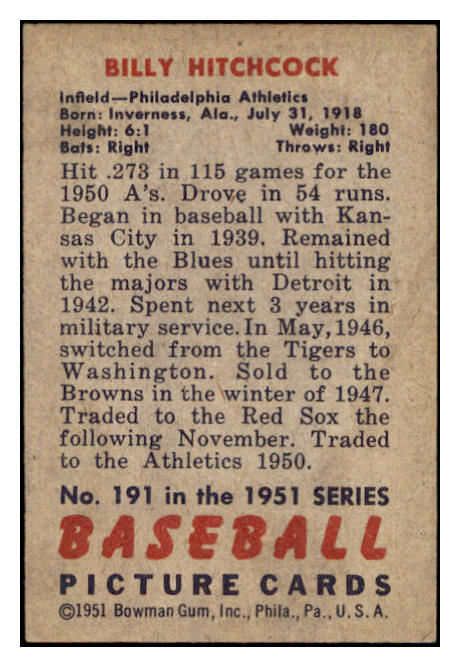 BILLY HITCHCOCK
Infield—Philadelphia Athletics
Born: Inverness, Ala., July 31, 1918
Height: 6:1 Weight: 180
Bats: Right Throws: Right
Hit .273 in 115 games for the
1950 A's. Drove in 54 runs.
Began in baseball with Kan-
sas City in 1939. Remained
with the Blues until hitting
the majors with Detroit in
1942. Spent next 3 years in
military service. In May, 1946,
switched from the Tigers to
Washington. Sold to the
Browns in the winter of 1947.
Traded to the Red Sox the
following November. Traded
to the Athletics 1950.
No. 191 in the 1951 SERIES
BASEBALL
PICTURE CARDS
©1951 Bowman Gum, Inc., Phila., Pa., U. S. A.